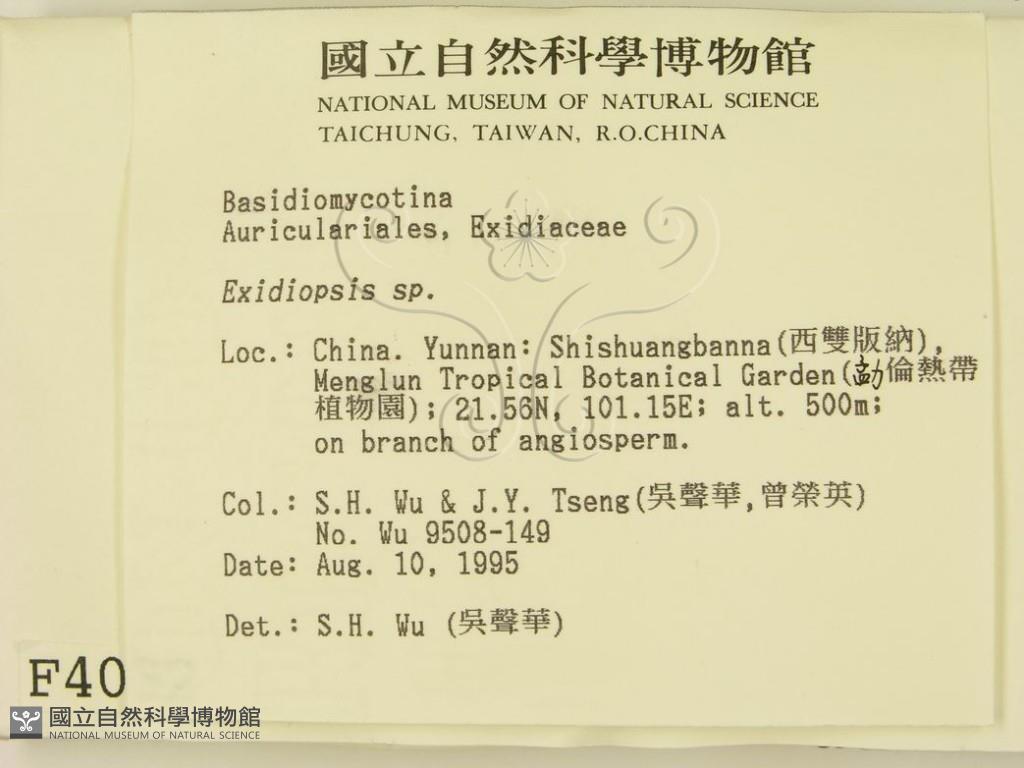 國立自然科學博物館
NATIONAL MUSEUM OF NATURAL SCIENCE
TAICHUNG, TAIWAN, R.O.CHINA
Basidiomycotina
Auriculariales, Exidiaceae
Exidiopsis sp.
Loc.: China. Yunnan: Shishuangbanna(西雙版納),
Menglun Tropical Botanical Garden(勐倫熱帶
植物園); 21.56N, 101.15E; alt. 500m;
on branch of angiosperm.
Col.: S.H. Wu & J.Y. Tseng(吳聲華,曾榮英)
No. Wu 9508-149
Date: Aug. 10, 1995
Det.: S.H. Wu (吳聲華)
F40
國立自然科學博物館
NATIONAL MUSEUM OF NATURAL SCIENCE